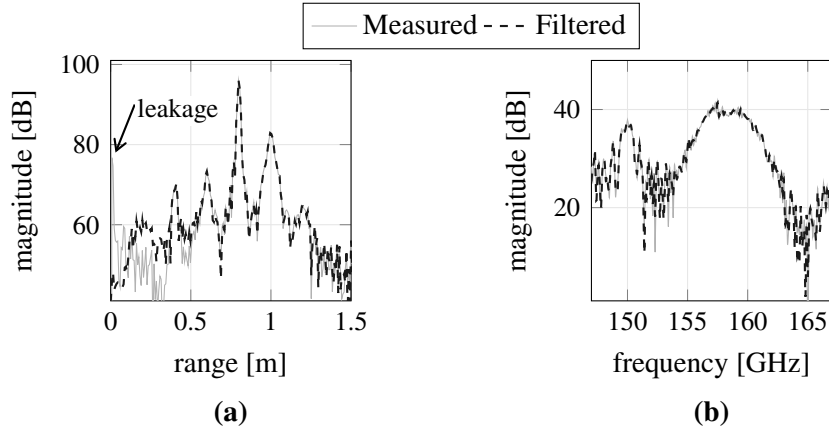 Measured Filtered
100
80
60
magnitude [dB]
leakage
0 0.5 1 1.5
range [m]
(a)
40
20
magnitude [dB]
150 155 160 165
frequency [GHz]
(b)